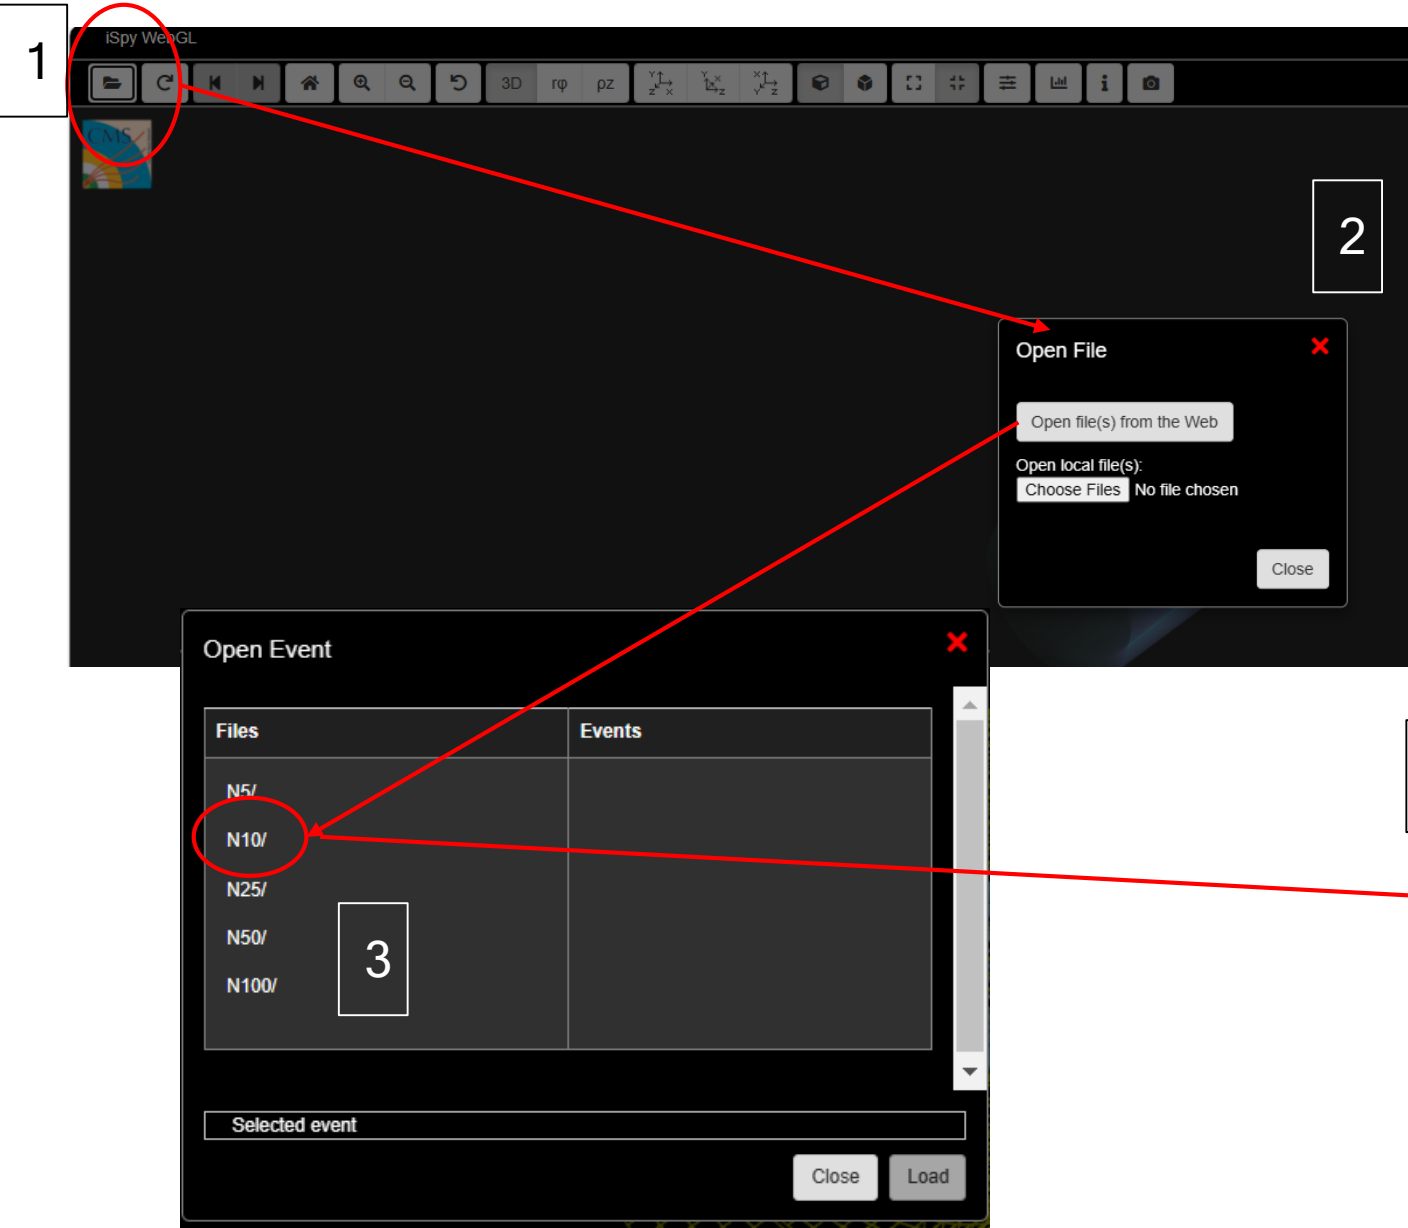 1
iSpy WebGL
3D rφ ρz
CMS
2
Open File
Open file(s) from the Web
Open local file(s):
Choose Files No file chosen
Close
Open Event
Files Events
N5/
N10/
N25/
N50/
N100/
3
Selected event
Close Load